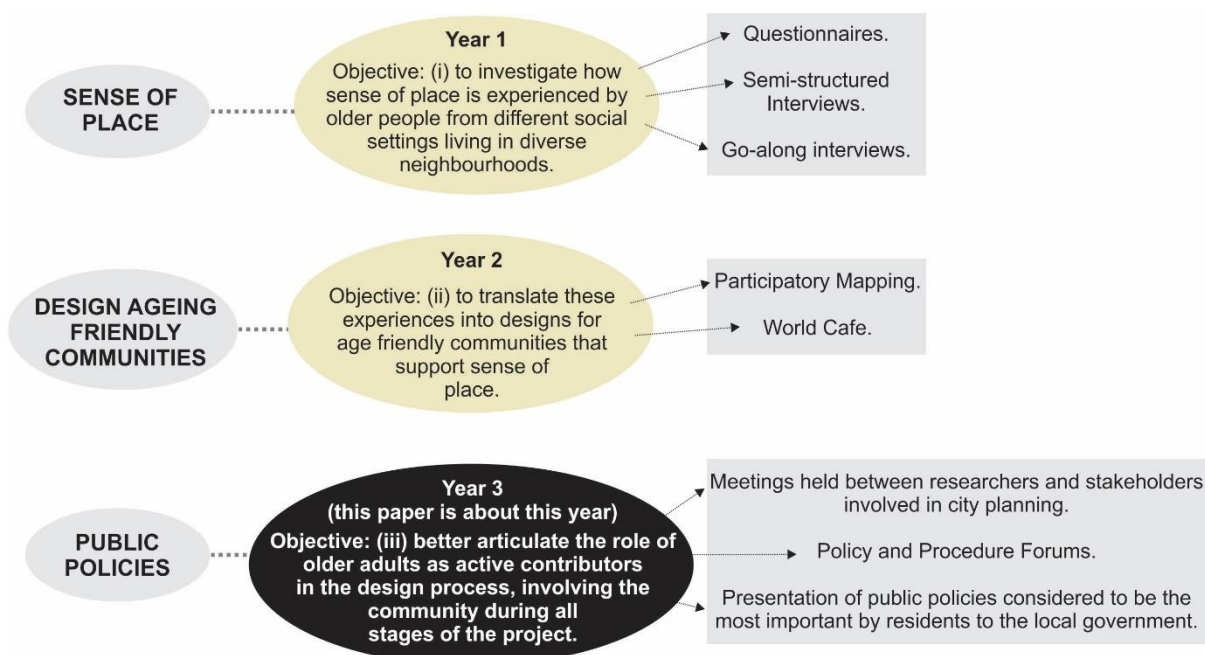 SENSE OF
PLACE
Year 1
Objective: (i) to investigate how
sense of place is experienced by
older people from different social
settings living in diverse
neighbourhoods.
Questionnaires.
Semi-structured
Interviews.
Go-along interviews.
DESIGN AGEING
FRIENDLY
COMMUNITIES
Year 2
Objective: (ii) to translate these
experiences into designs for
age friendly communities that
support sense of
place.
Participatory Mapping.
World Cafe.
PUBLIC
POLICIES
Year 3
(this paper is about this year)
Objective: (iii) better articulate the role of
older adults as active contributors
in the design process, involving the
community during all
stages of the project.
Meetings held between researchers and stakeholders
involved in city planning.
Policy and Procedure Forums.
Presentation of public policies considered to be the
most important by residents to the local government.